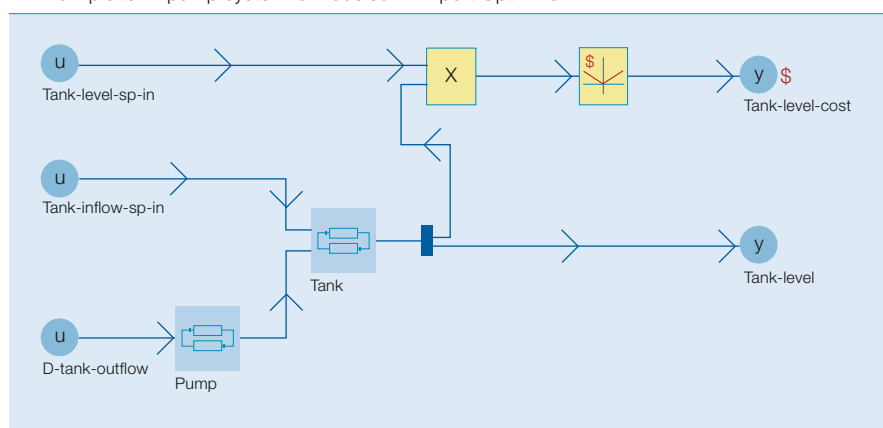 u
Tank-level-sp-in
X
$
y $
Tank-level-cost
u
Tank-inflow-sp-in
Tank
y
Tank-level
u
D-tank-outflow
Pump